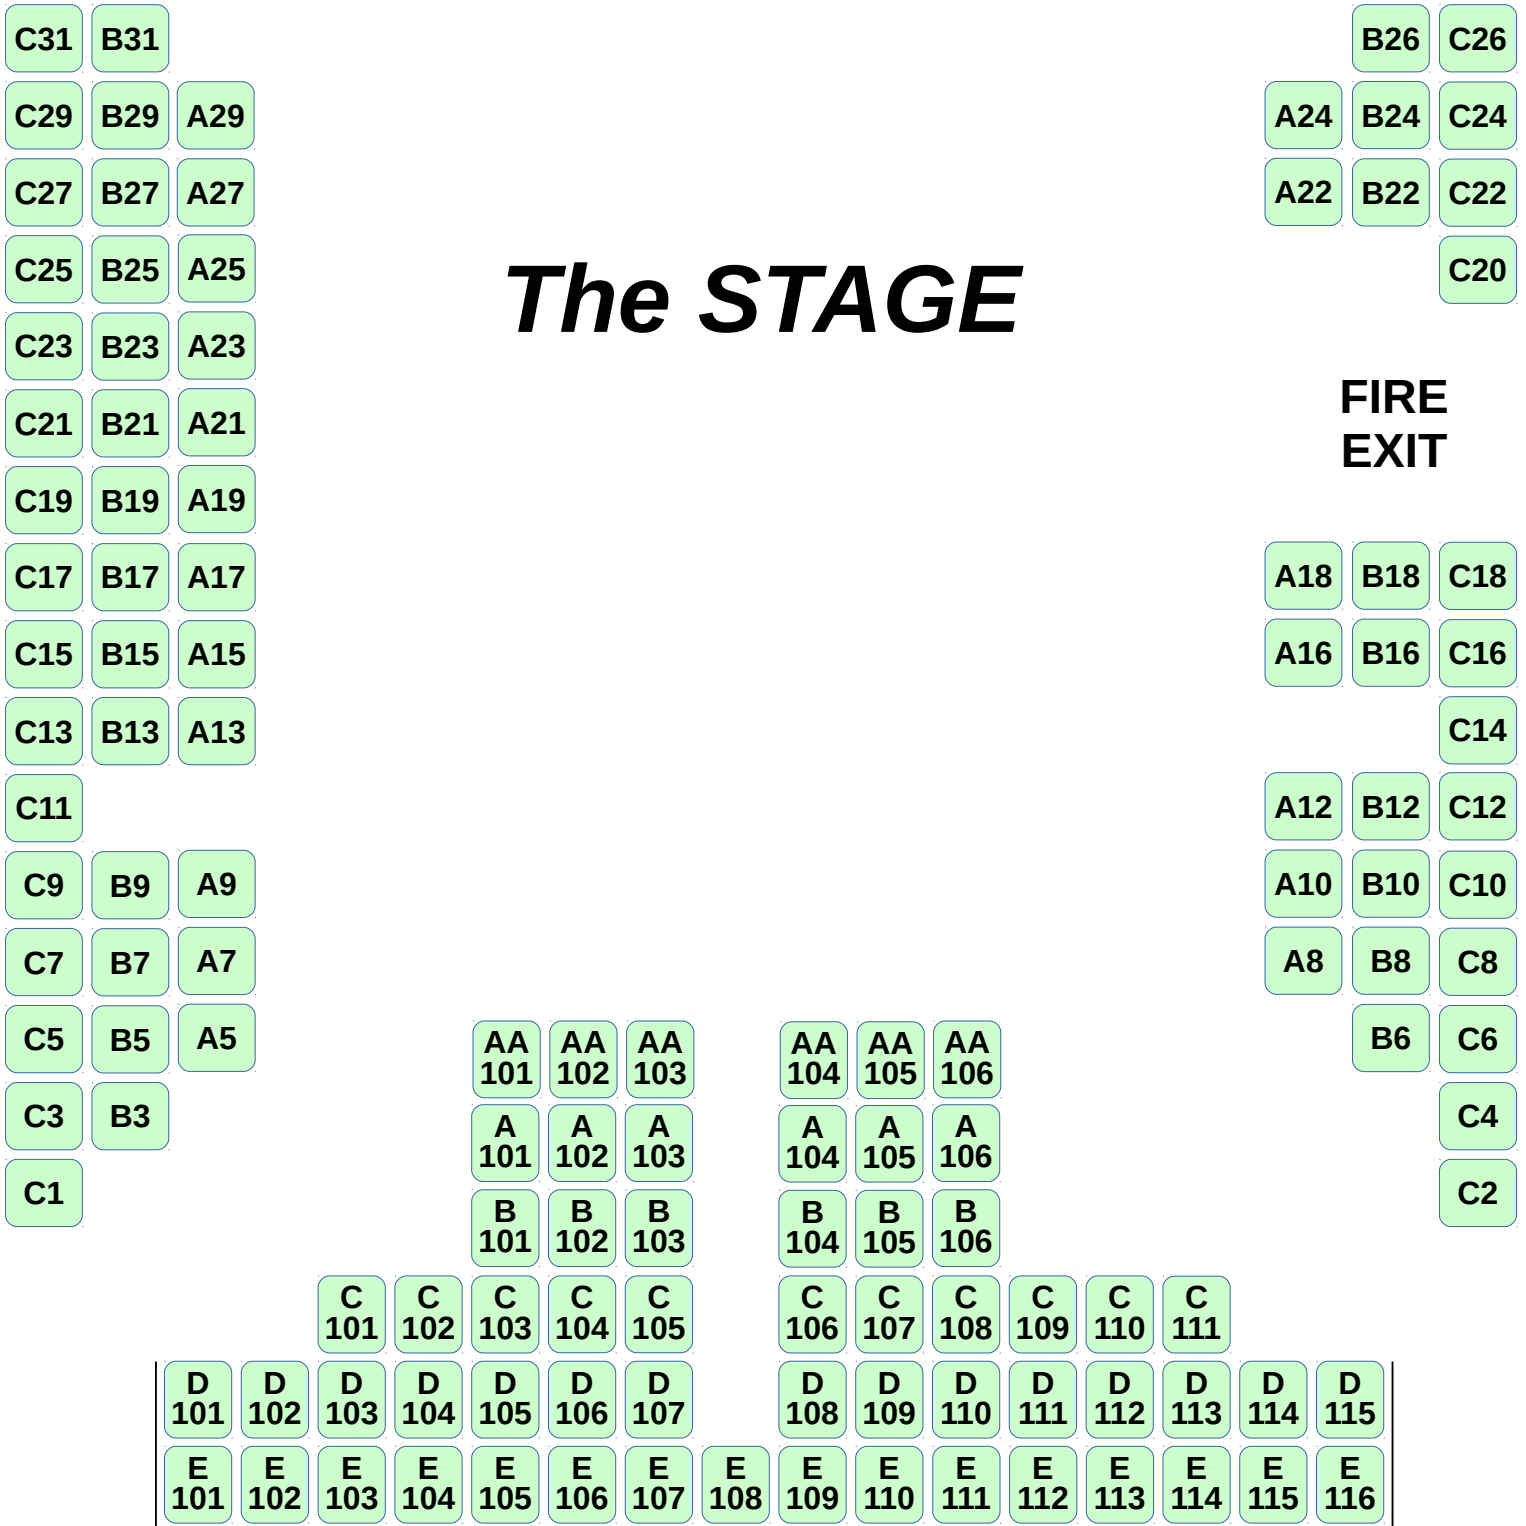 C31 B31 B26 C26
C29 B29 A29 A24 B24 C24
C27 B27 A27 A22 B22 C22
C25 B25 A25 C20
The STAGE
C23 B23 A23
FIRE
EXIT
C21 B21 A21
C19 B19 A19
C17 B17 A17 A18 B18 C18
C15 B15 A15 A16 B16 C16
C13 B13 A13 C14
C11 A12 B12 C12
C9 B9 A9 A10 B10 C10
C7 B7 A7 A8 B8 C8
C5 B5 A5 B6 C6
AA AA AA AA AA AA
101 102 103 104 105 106
C3 B3 C4
A A A A A A
101 102 103 104 105 106
C1 C2
B B B B B B
101 102 103 104 105 106
C C C C C C C C C C C
101 102 103 104 105 106 107 108 109 110 111
D D D D D D D D D D D D D D D
101 102 103 104 105 106 107 108 109 110 111 112 113 114 115
E E E E E E E E E E E E E E E E
101 102 103 104 105 106 107 108 109 110 111 112 113 114 115 116